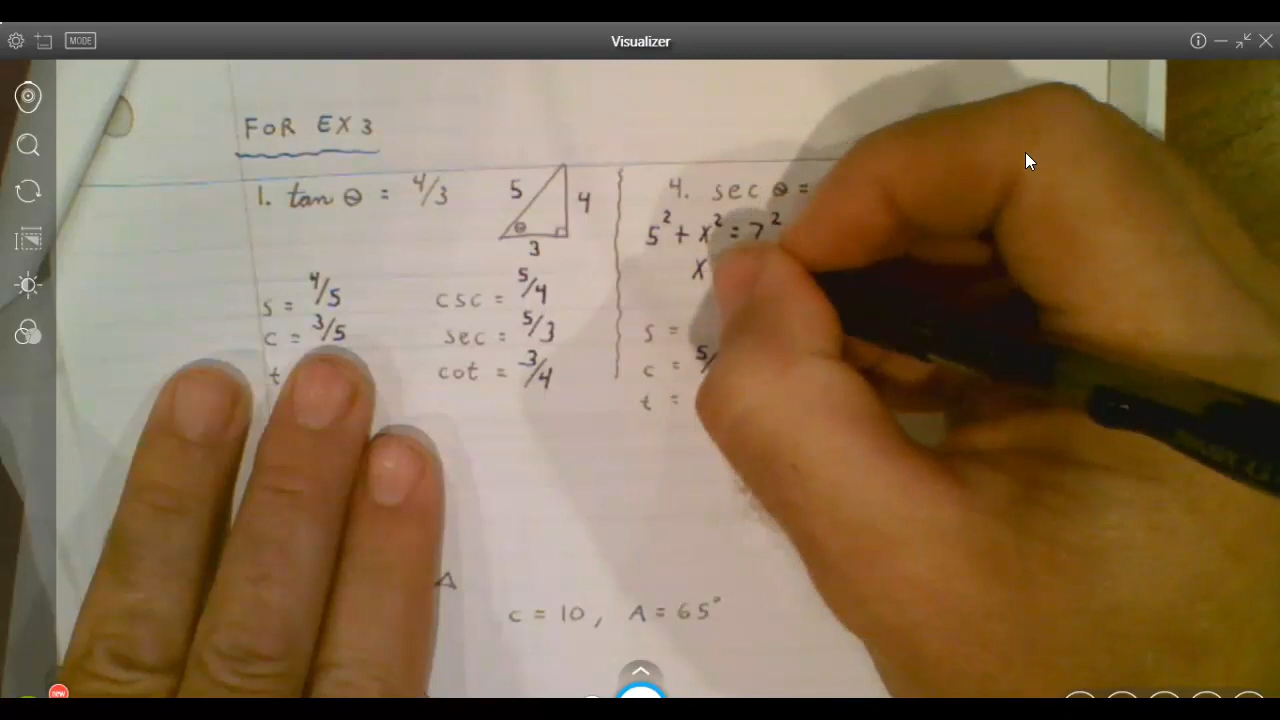 MODE
Visualizer
FOR EX 3
1. tan θ = 4/3
5
4
θ
3
s = 4/5
c = 3/5
t
csc = 5/4
sec = 5/3
cot = 3/4
4. sec θ =
5² + x² = 7²
x
s =
c = 5/
t =
Δ
c = 10, A = 65°
new